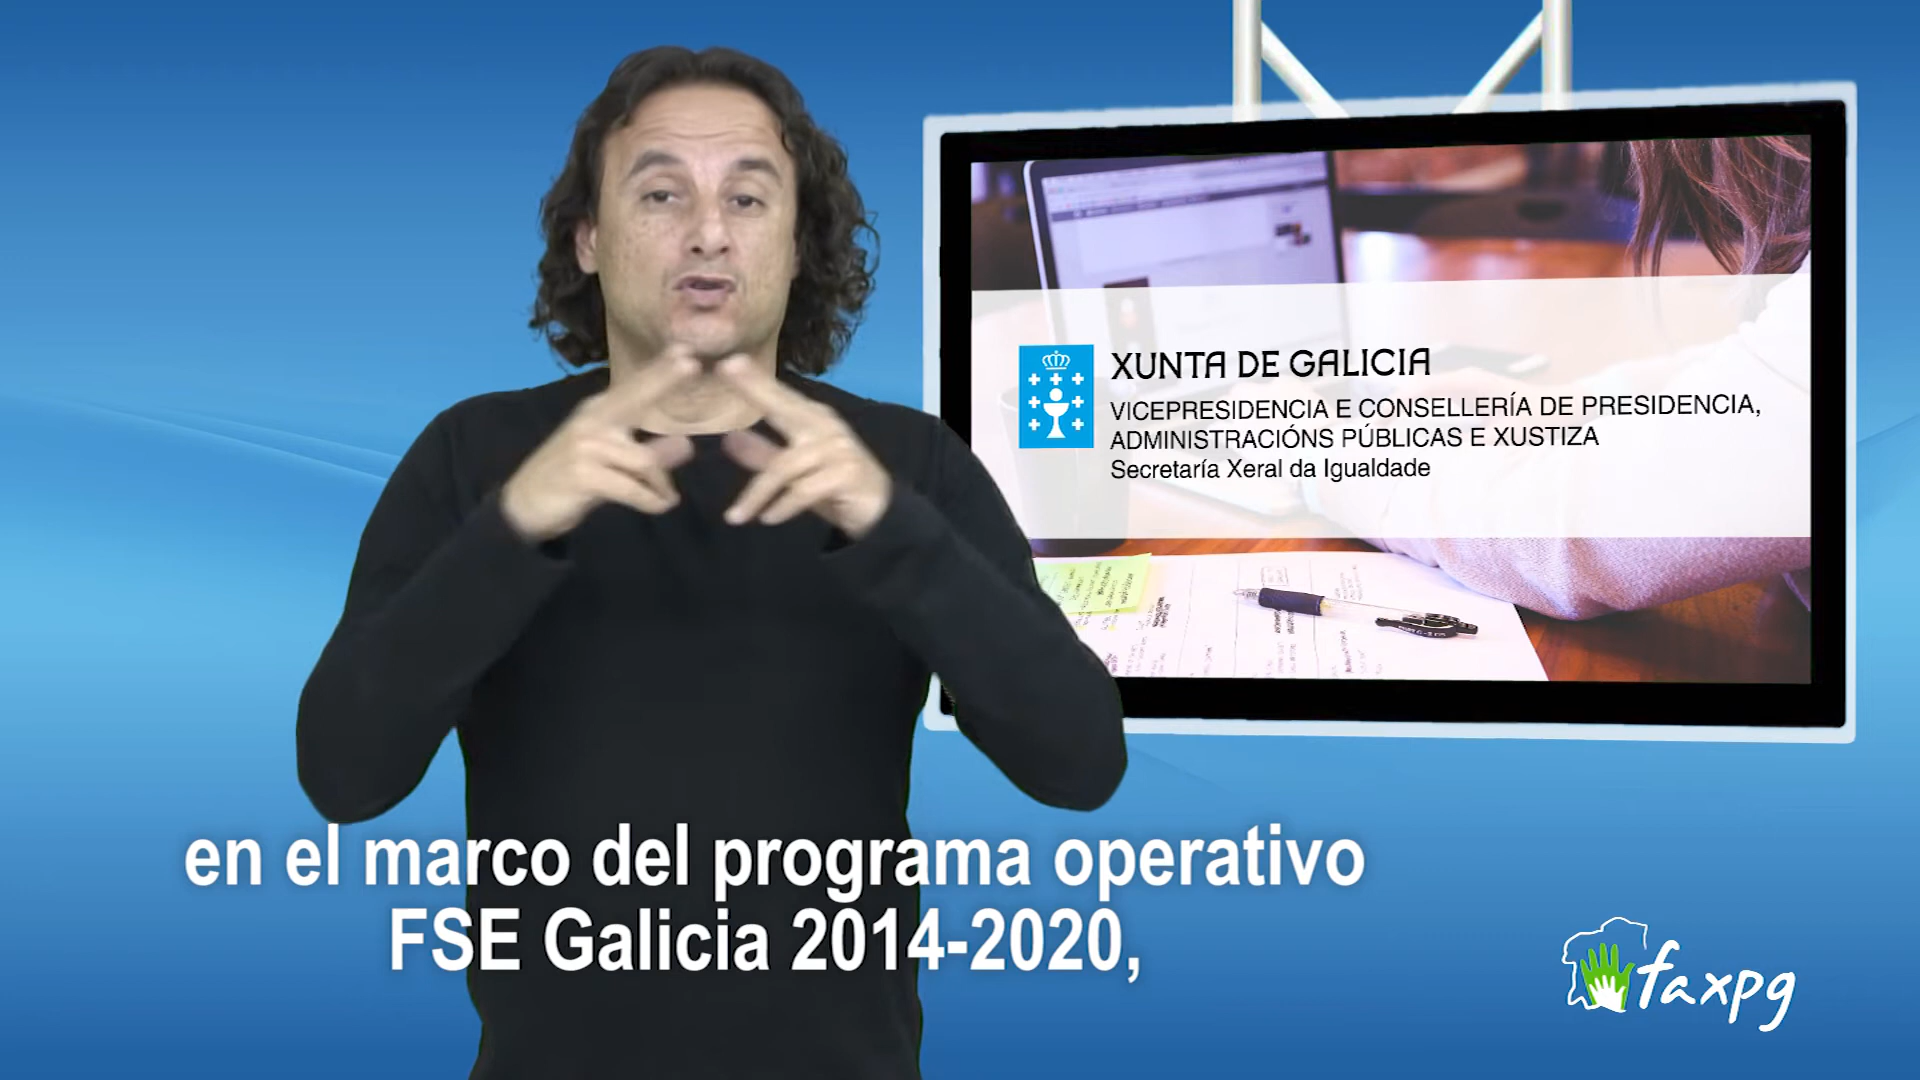 XUNTA DE GALICIA
VICEPRESIDENCIA E CONSELLERÍA DE PRESIDENCIA,
ADMINISTRACIÓNS PÚBLICAS E XUSTIZA
Secretaría Xeral da Igualdade
en el marco del programa operativo
FSE Galicia 2014-2020,
faxpg